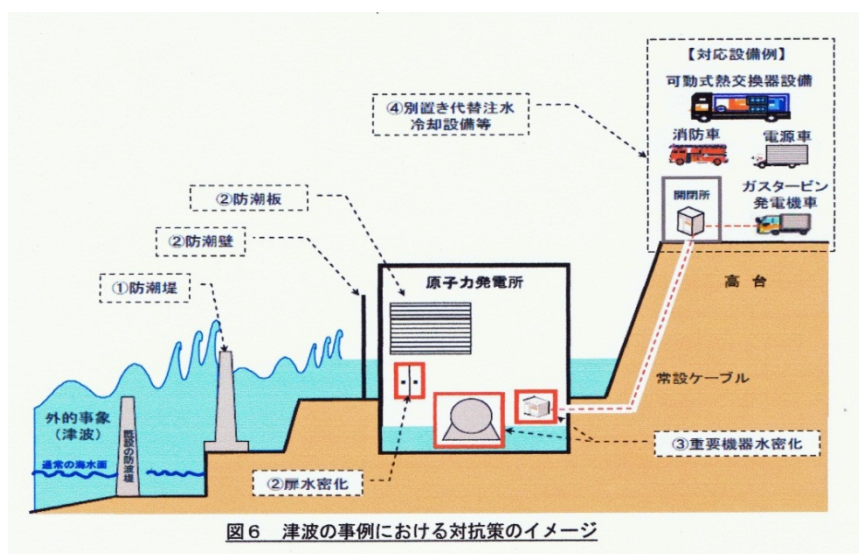 【対応設備例】
可動式熱交換器設備
④別置き代替注水
冷却設備等
消防車
電源車
②防潮板
開閉所
ガスタービン
発電機車
②防潮壁
①防潮堤
原子力発電所
高台
常設ケーブル
外的事象
（津波）
既設の防波堤
通常の海水面
③重要機器水密化
②扉水密化
図６　津波の事例における対抗策のイメージ